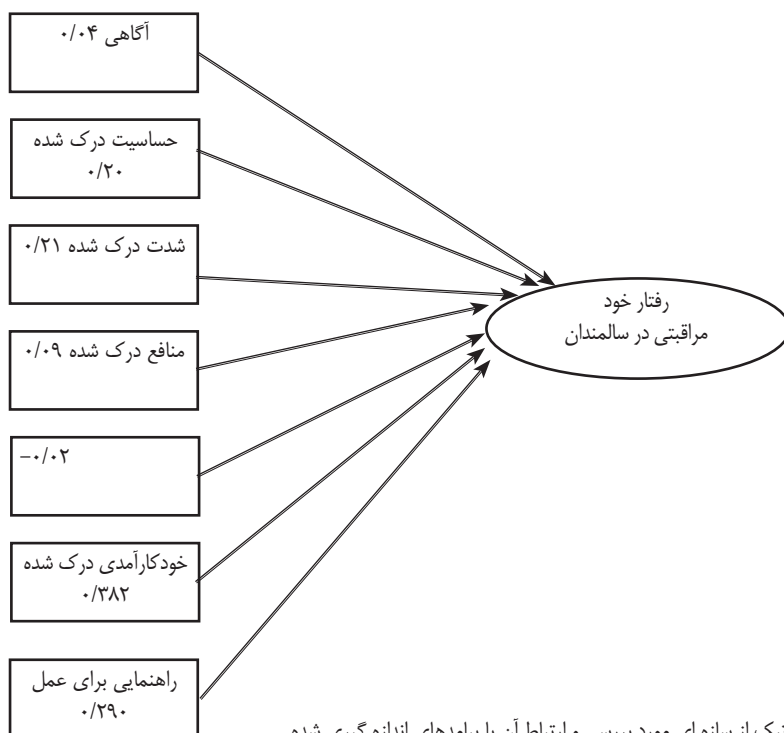 آگاهی ۰/۰۴
حساسیت درک شده
۰/۲۰
شدت درک شده ۰/۲۱
منافع درک شده ۰/۰۹
−۰/۰۲
خودکارآمدی درک شده
۰/۳۸۲
راهنمایی برای عمل
۰/۲۹۰
رفتار خود
مراقبتی در سالمندان